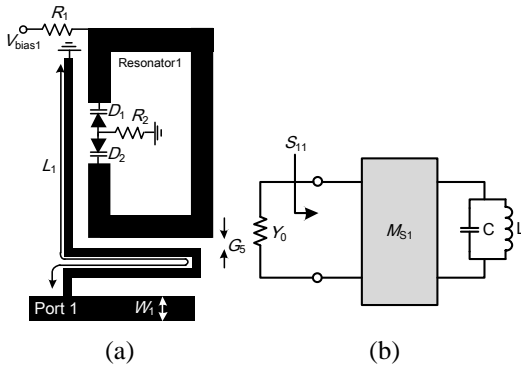 R1
Vbias1
Resonator1
D1
R2
D2
L1
G5
Port 1
W1
(a)
S11
Y0
MS1
C
L
(b)